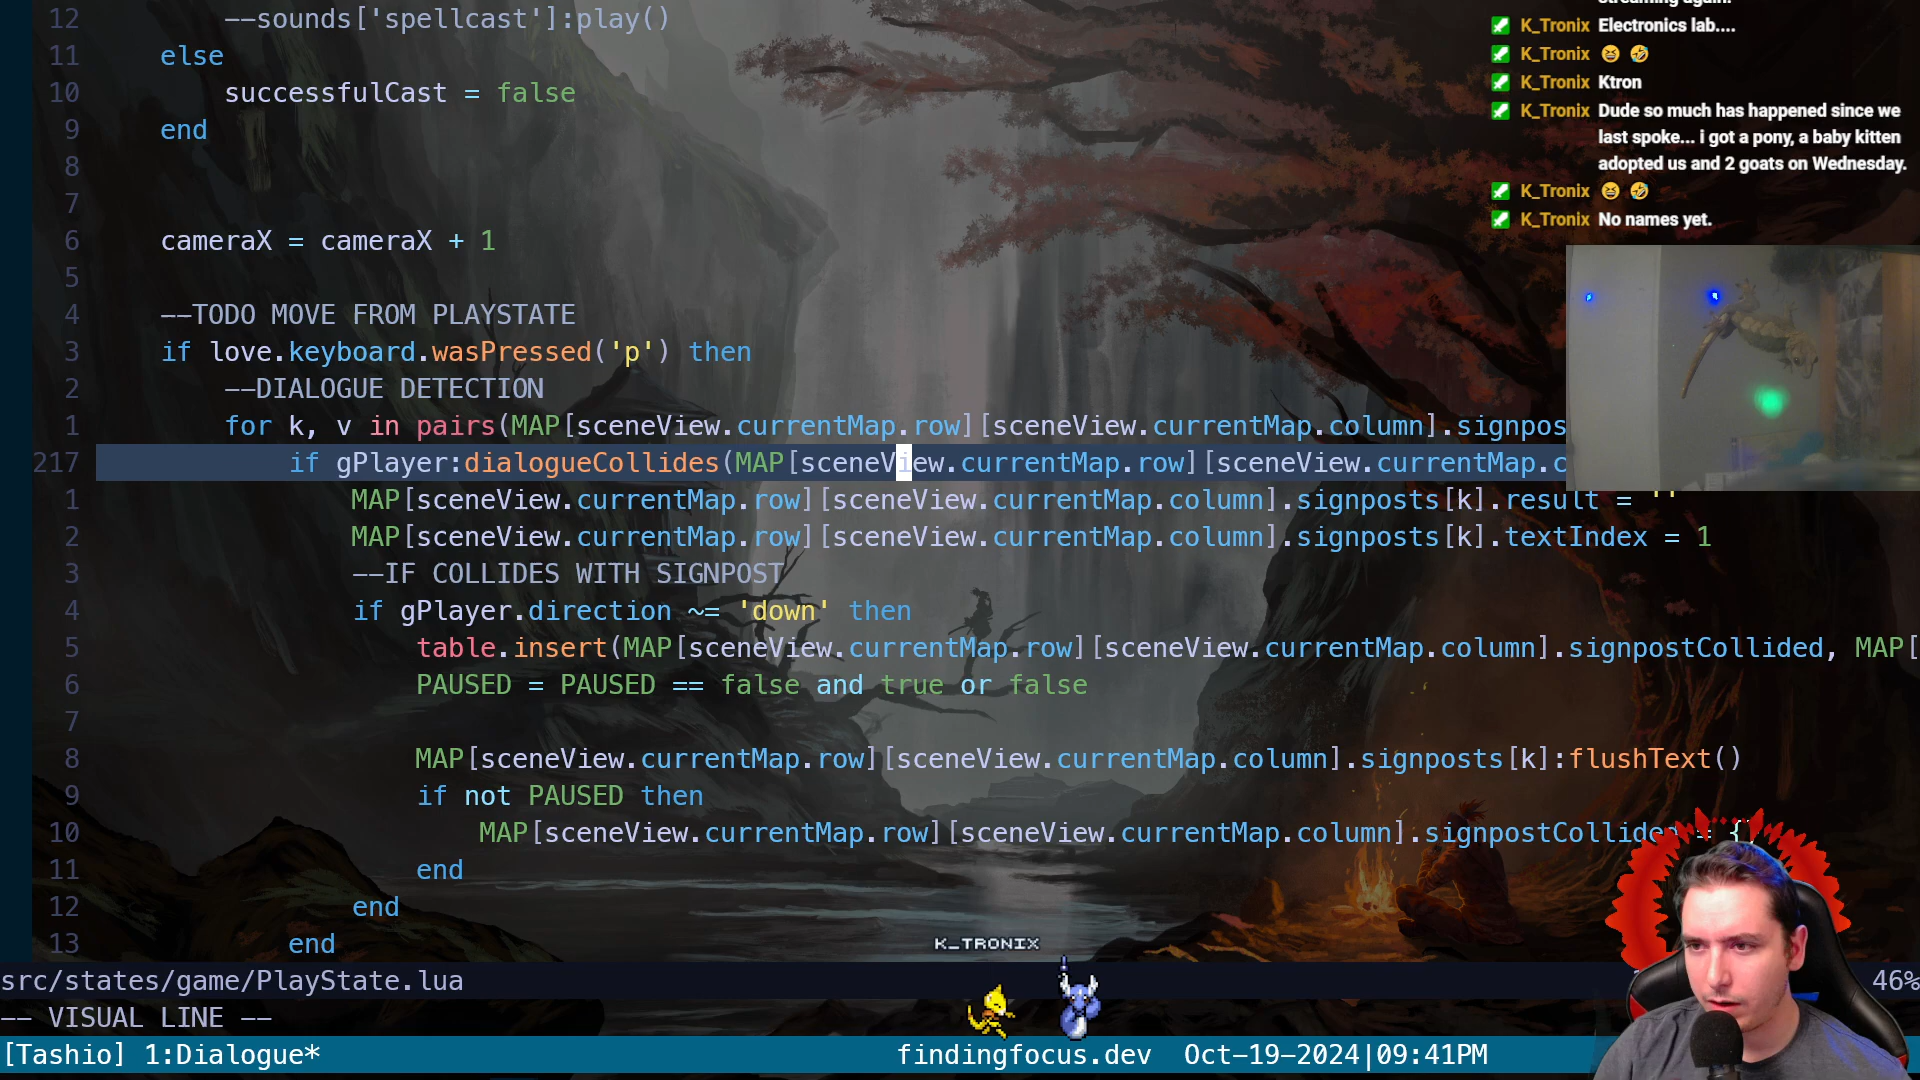 12 --sounds['spellcast']:play()
11 else
10 successfulCast = false
9 end
8
7
6 cameraX = cameraX + 1
5
4 --TODO MOVE FROM PLAYSTATE
3 if love.keyboard.wasPressed('p') then
2 --DIALOGUE DETECTION
1 for k, v in pairs(MAP[sceneView.currentMap.row][sceneView.currentMap.column].signpos
217 if gPlayer:dialogueCollides(MAP[sceneView.currentMap.row][sceneView.currentMap.c
1 MAP[sceneView.currentMap.row][sceneView.currentMap.column].signposts[k].result = ''
2 MAP[sceneView.currentMap.row][sceneView.currentMap.column].signposts[k].textIndex = 1
3 --IF COLLIDES WITH SIGNPOST
4 if gPlayer.direction ~= 'down' then
5 table.insert(MAP[sceneView.currentMap.row][sceneView.currentMap.column].signpostCollided, MAP[
6 PAUSED = PAUSED == false and true or false
7
8 MAP[sceneView.currentMap.row][sceneView.currentMap.column].signposts[k]:flushText()
9 if not PAUSED then
10 MAP[sceneView.currentMap.row][sceneView.currentMap.column].signpostCollided = {}
11 end
12 end
13 end
src/states/game/PlayState.lua 46%
-- VISUAL LINE --
[Tashio] 1:Dialogue* findingfocus.dev Oct-19-2024|09:41PM
K_TRONIX
K_Tronix Electronics lab....
K_Tronix 😆 🤣
K_Tronix Ktron
K_Tronix Dude so much has happened since we
last spoke... i got a pony, a baby kitten
adopted us and 2 goats on Wednesday.
K_Tronix 😆 🤣
K_Tronix No names yet.